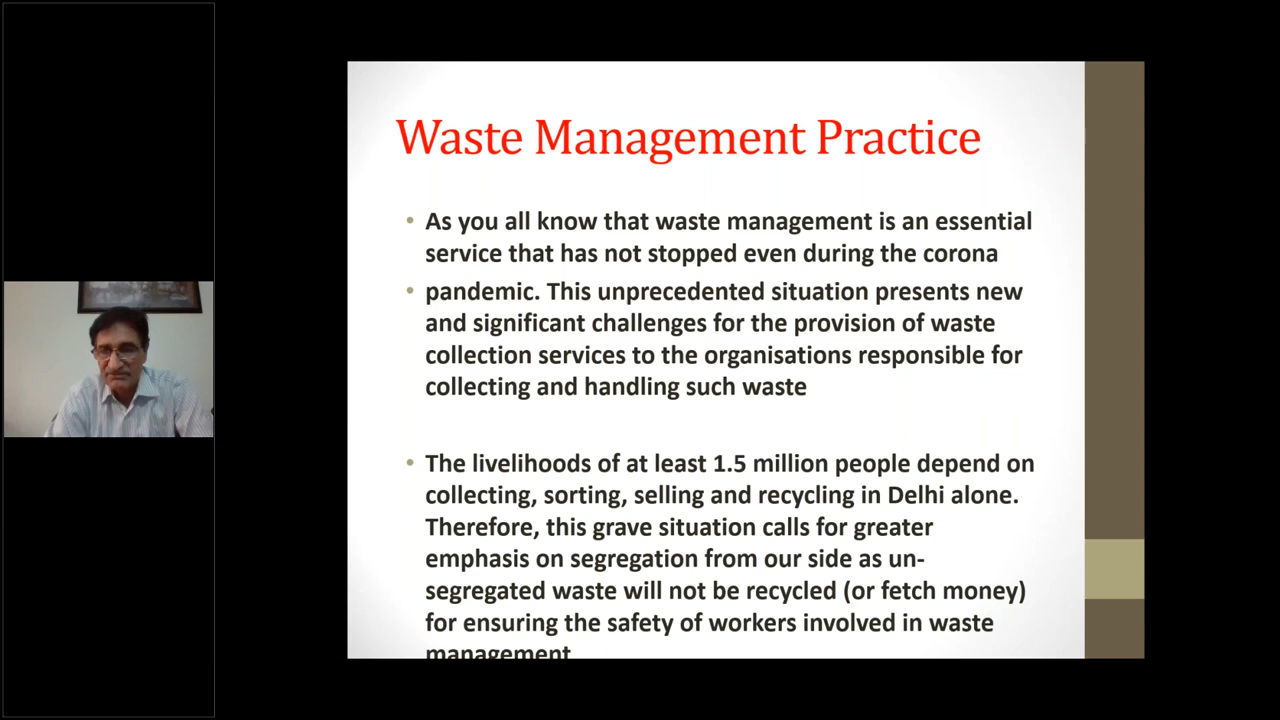 Waste Management Practice
• As you all know that waste management is an essential
service that has not stopped even during the corona
• pandemic. This unprecedented situation presents new
and significant challenges for the provision of waste
collection services to the organisations responsible for
collecting and handling such waste
• The livelihoods of at least 1.5 million people depend on
collecting, sorting, selling and recycling in Delhi alone.
Therefore, this grave situation calls for greater
emphasis on segregation from our side as un-
segregated waste will not be recycled (or fetch money)
for ensuring the safety of workers involved in waste
management